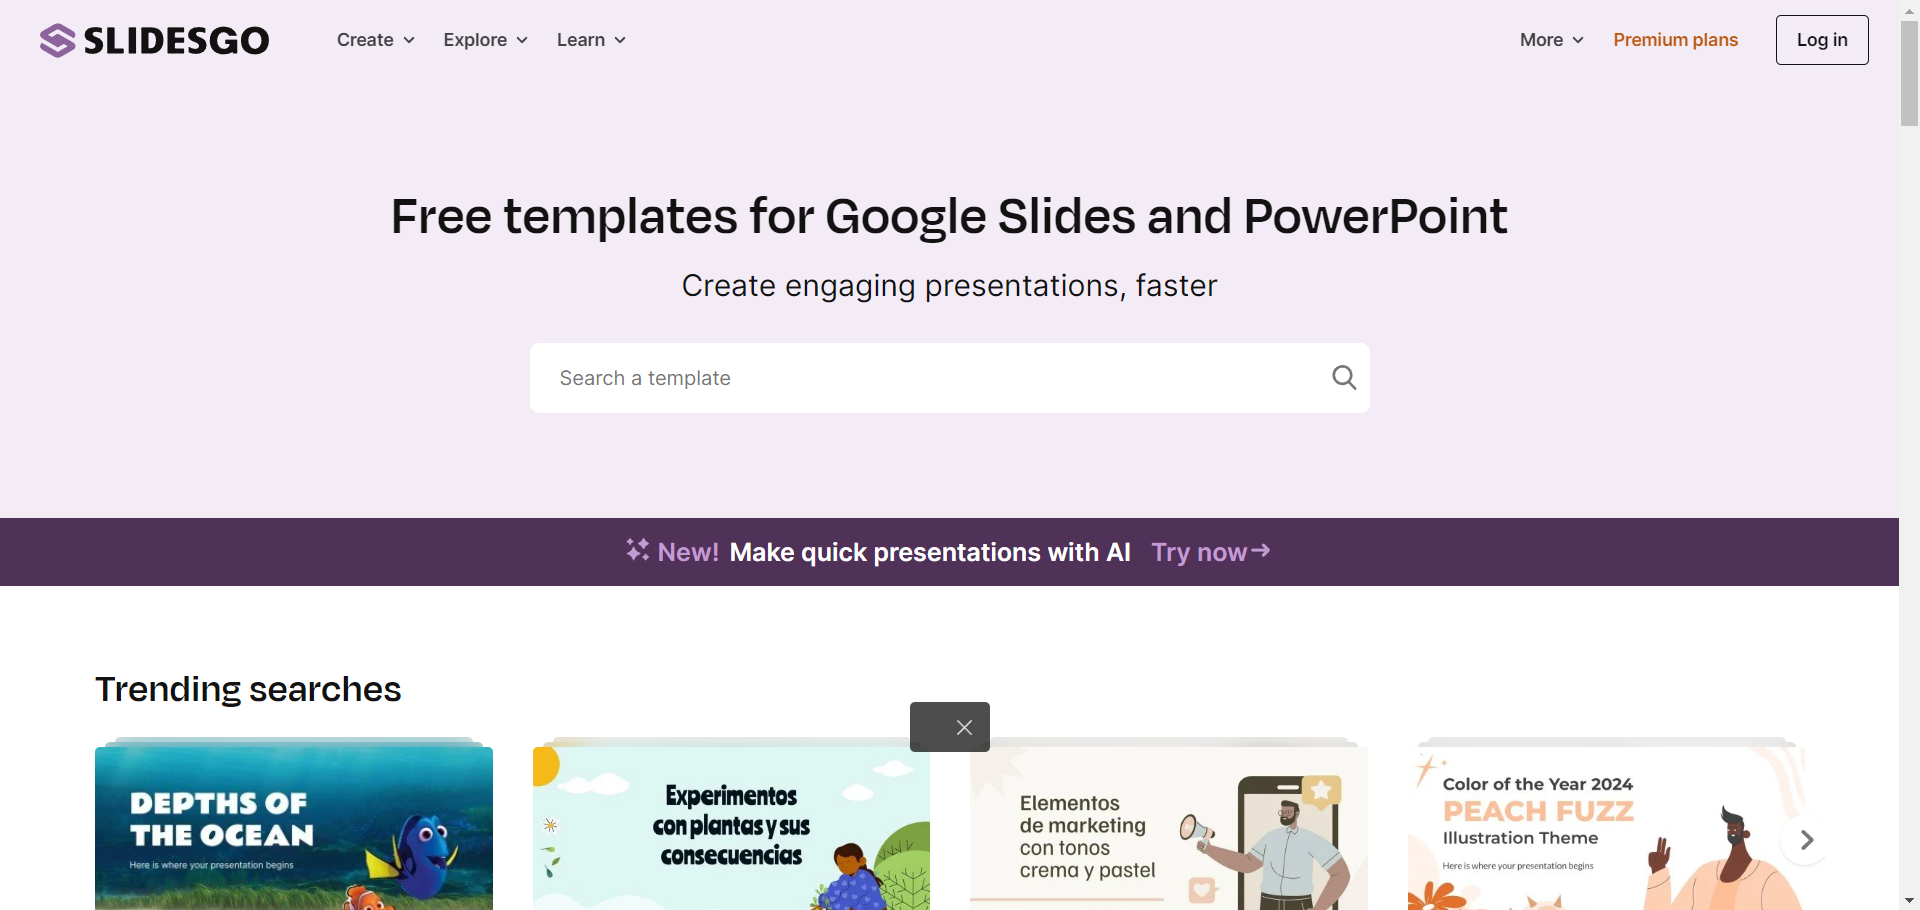 SLIDESGO
Create
Explore
Learn
More
Premium plans
Log in
Free templates for Google Slides and PowerPoint
Create engaging presentations, faster
Search a template
New! Make quick presentations with AI Try now
Trending searches
DEPTHS OF
THE OCEAN
Here is where your presentation begins
Experimentos
con plantas y sus
consecuencias
Elementos
de marketing
con tonos
crema y pastel
Color of the Year 2024
PEACH FUZZ
Illustration Theme
Here is where your presentation begins